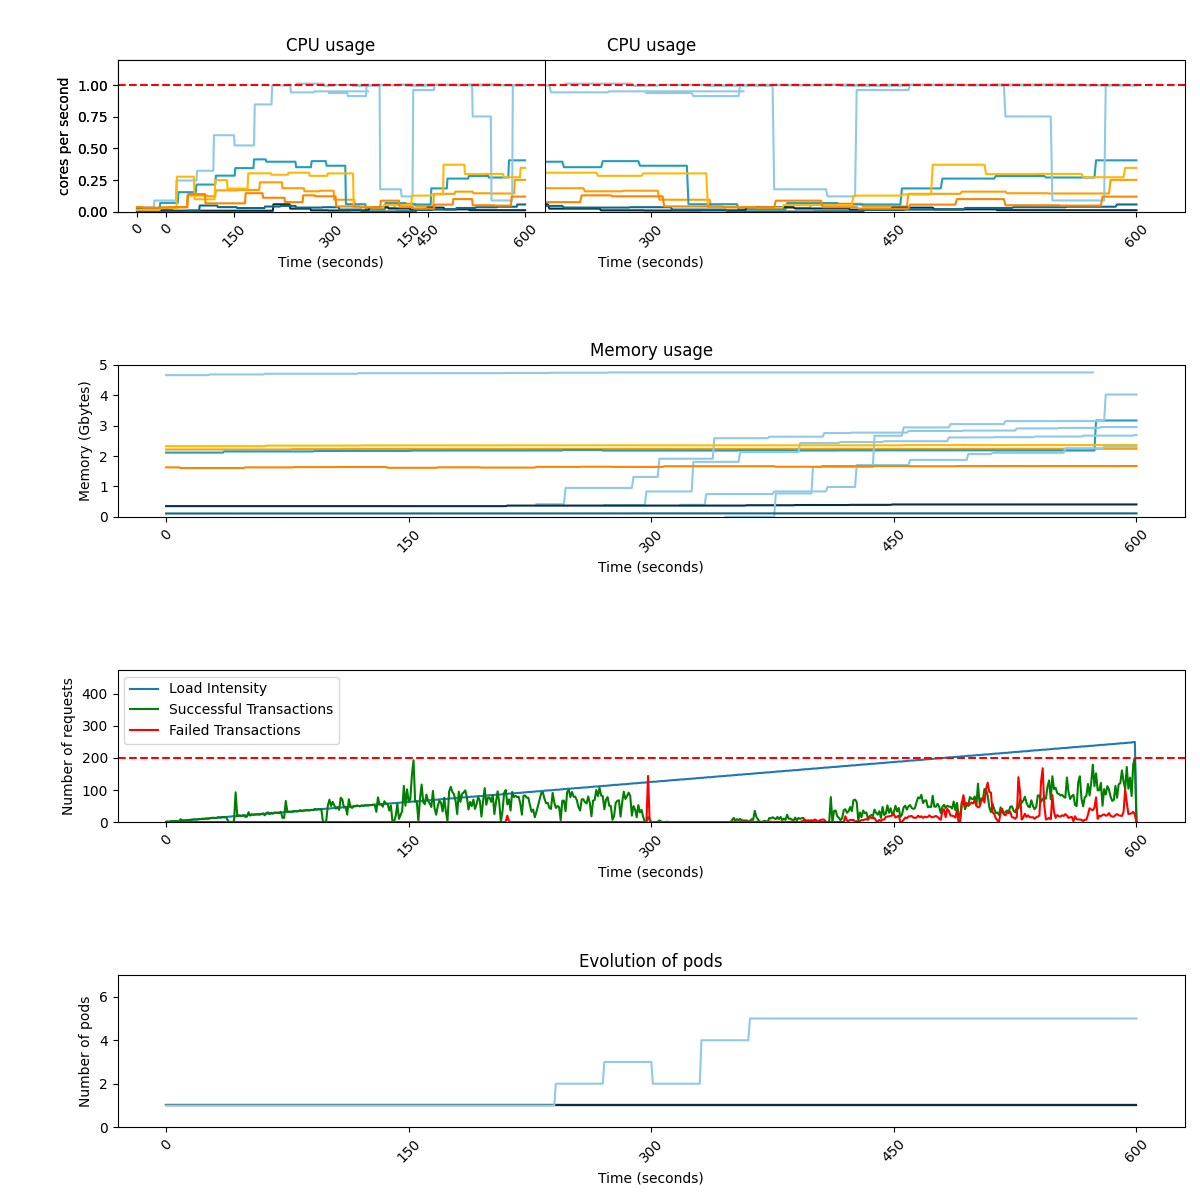 CPU usage CPU usage
cores per second
1.00
0.75
0.50
0.25
0.00
0 0 150 300 150 450 600 300 450 600
Time (seconds) Time (seconds)
Memory usage
Memory (Gbytes)
5
4
3
2
1
0
0 150 300 450 600
Time (seconds)
Number of requests
400
300
200
100
0
Load Intensity
Successful Transactions
Failed Transactions
0 150 300 450 600
Time (seconds)
Evolution of pods
Number of pods
6
4
2
0
0 150 300 450 600
Time (seconds)